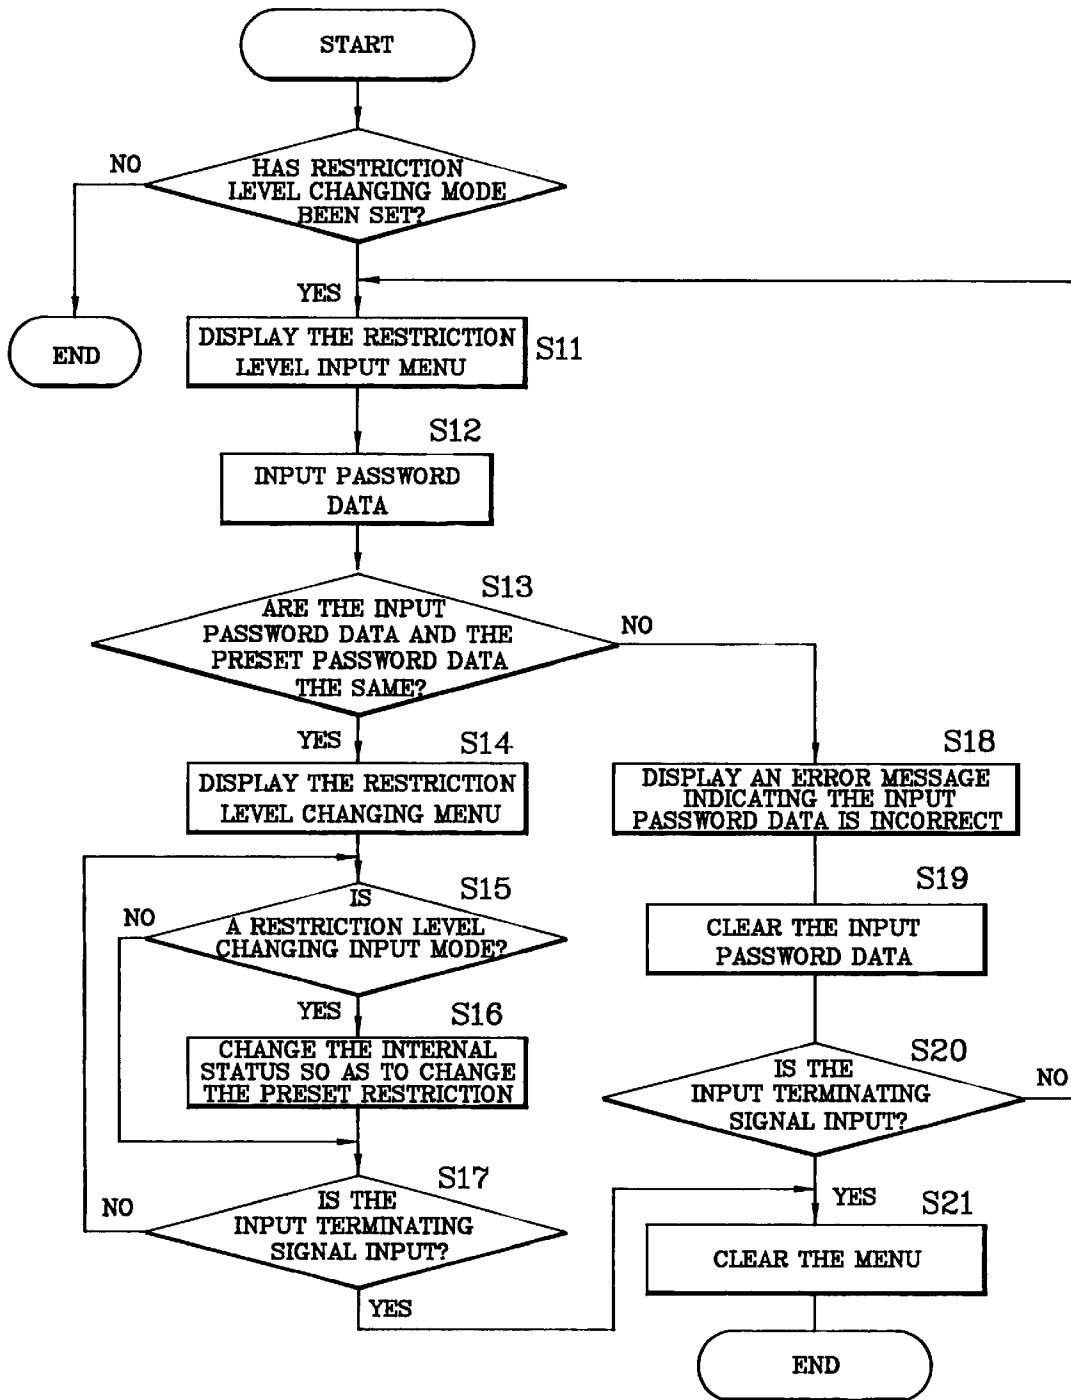 START
NO
HAS RESTRICTION
LEVEL CHANGING MODE
BEEN SET?
YES
END
DISPLAY THE RESTRICTION
LEVEL INPUT MENU
S11
S12
INPUT PASSWORD
DATA
S13
ARE THE INPUT
PASSWORD DATA AND THE
PRESET PASSWORD DATA
THE SAME?
NO
YES
S14
DISPLAY THE RESTRICTION
LEVEL CHANGING MENU
S15
IS
A RESTRICTION LEVEL
CHANGING INPUT MODE?
NO
YES
S16
CHANGE THE INTERNAL
STATUS SO AS TO CHANGE
THE PRESET RESTRICTION
S17
IS THE
INPUT TERMINATING
SIGNAL INPUT?
NO
YES
S18
DISPLAY AN ERROR MESSAGE
INDICATING THE INPUT
PASSWORD DATA IS INCORRECT
S19
CLEAR THE INPUT
PASSWORD DATA
S20
IS THE
INPUT TERMINATING
SIGNAL INPUT?
NO
YES
S21
CLEAR THE MENU
END